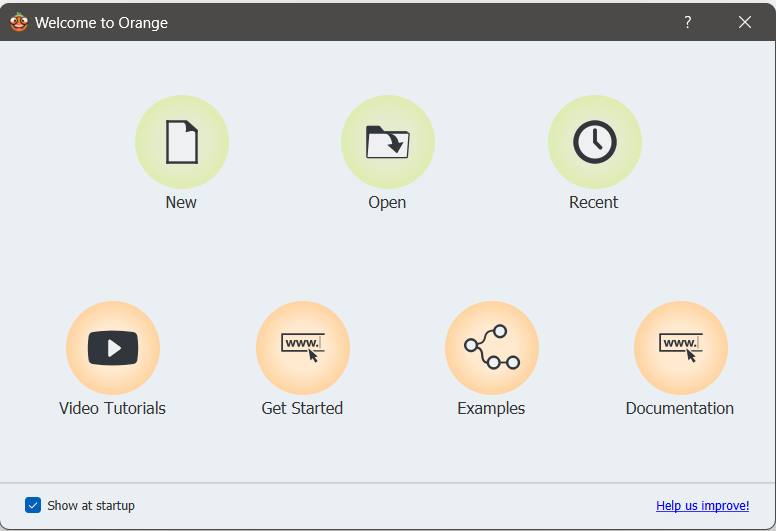 Welcome to Orange
?
New
Open
Recent
www.
www.
Video Tutorials
Get Started
Examples
Documentation
Show at startup
Help us improve!